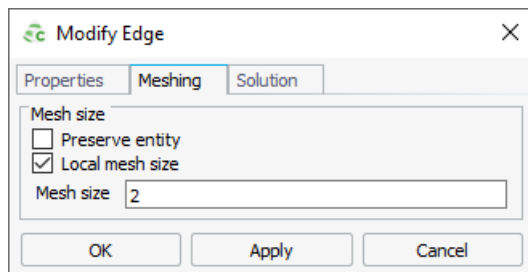 Modify Edge
Properties Meshing Solution
Mesh size
Preserve entity
Local mesh size
Mesh size 2
OK Apply Cancel